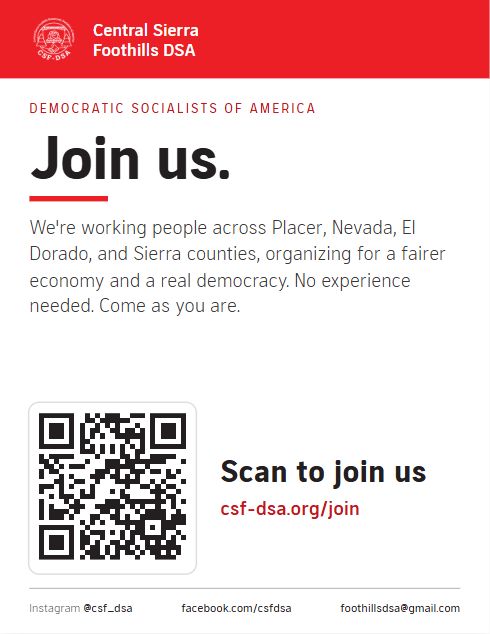 CSF-DSA
Central Sierra
Foothills DSA
DEMOCRATIC SOCIALISTS OF AMERICA
Join us.
We're working people across Placer, Nevada, El
Dorado, and Sierra counties, organizing for a fairer
economy and a real democracy. No experience
needed. Come as you are.
Scan to join us
csf-dsa.org/join
Instagram @csf_dsa facebook.com/csfdsa foothillsdsa@gmail.com